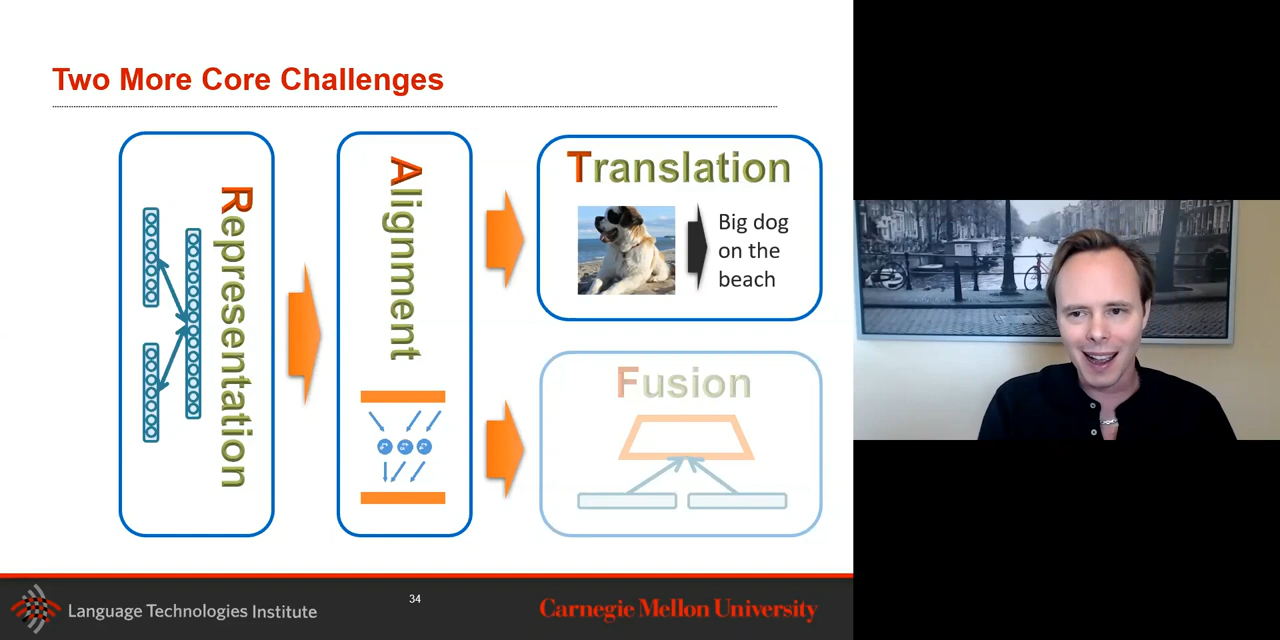 Two More Core Challenges
Representation
Alignment
Translation
Big dog
on the
beach
Fusion
Language Technologies Institute
34
Carnegie Mellon University